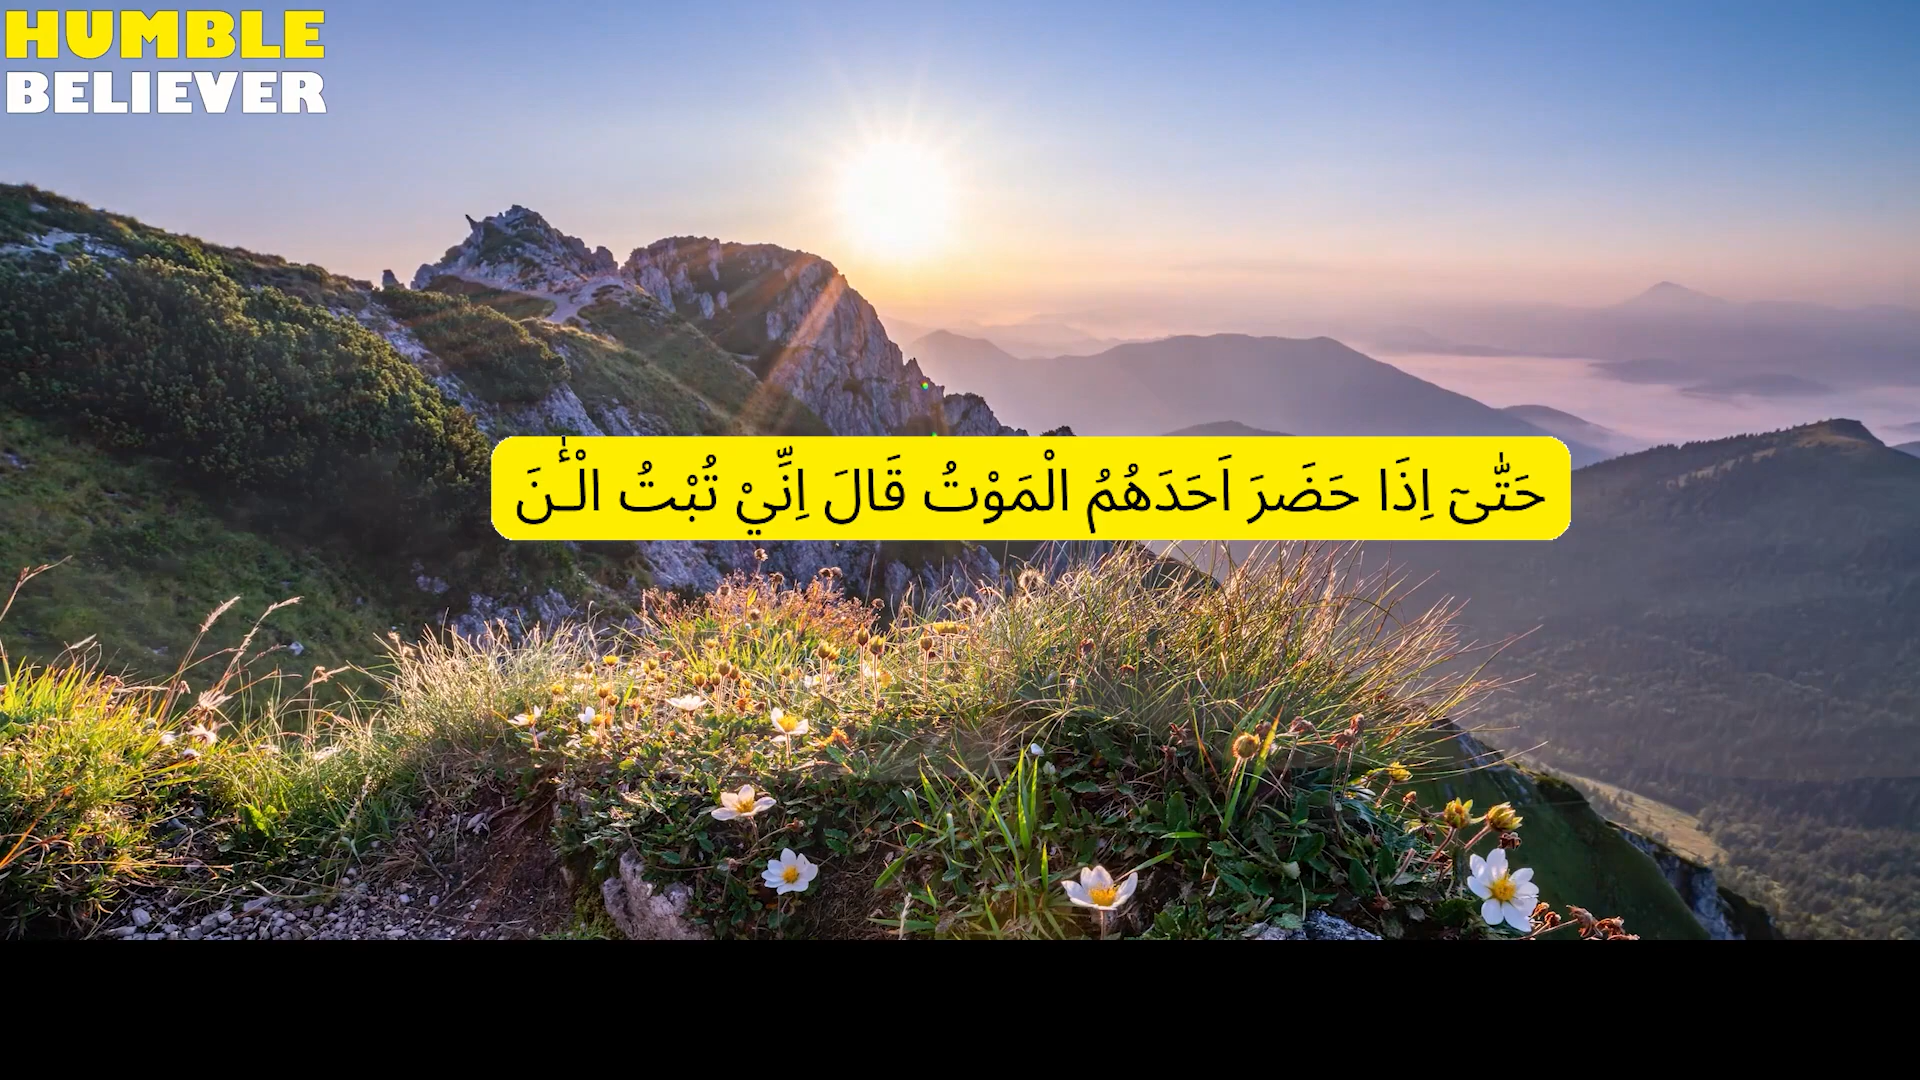 HUMBLE
BELIEVER
حَتّٰىٓ اِذَا حَضَرَ اَحَدَهُمُ الْمَوْتُ قَالَ اِنِّيْ تُبْتُ الْـٰٔنَ